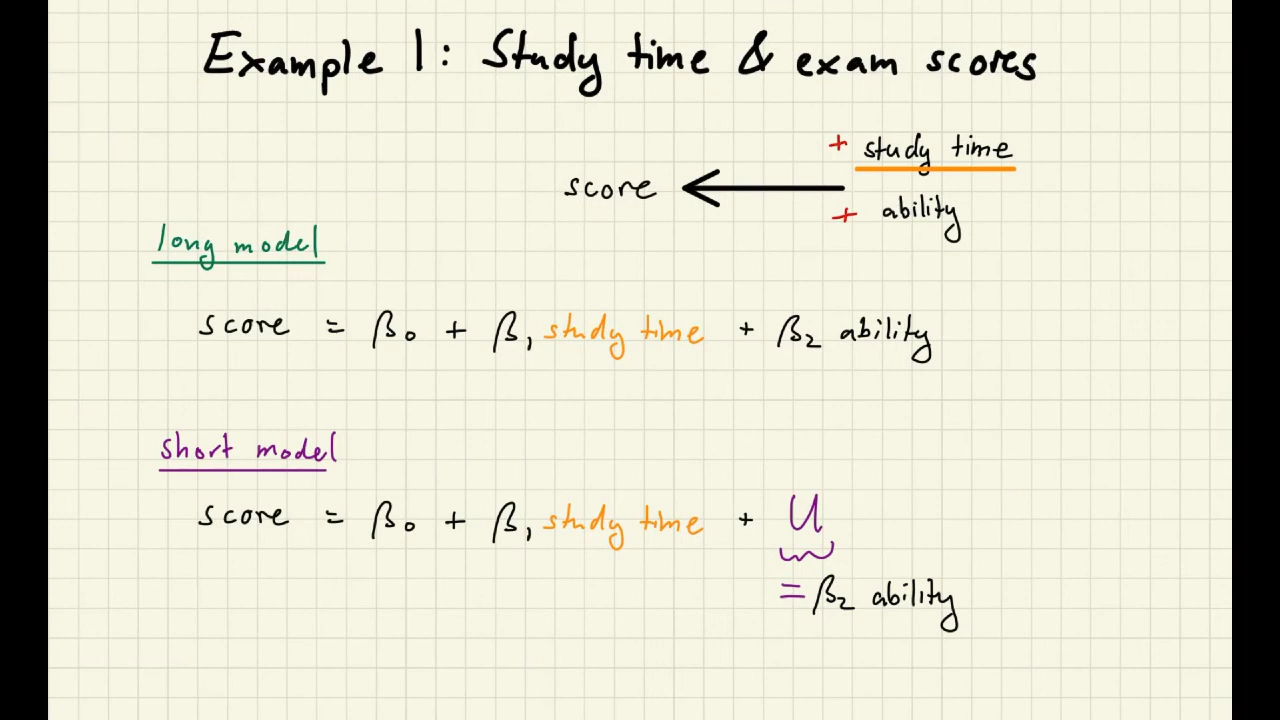 Example 1: Study time & exam scores
+ study time
score ←
+ ability
long model
score = β₀ + β₁ study time + β₂ ability
short model
score = β₀ + β₁ study time + U
= β₂ ability